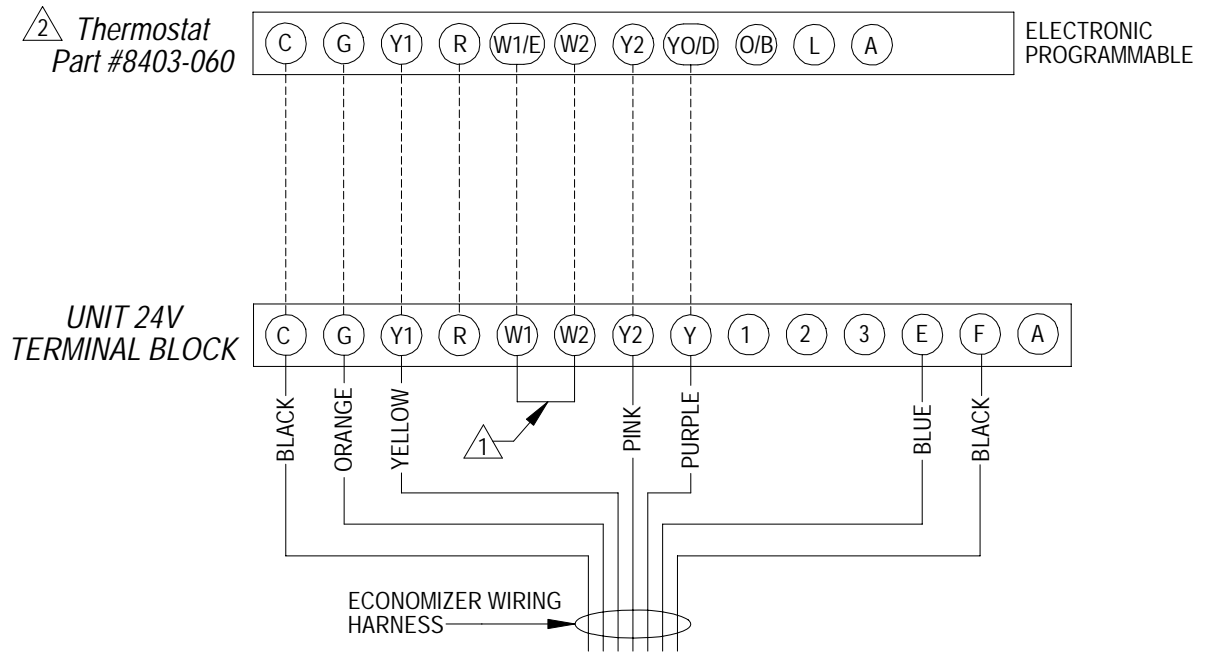 2 Thermostat
Part #8403-060
C G Y1 R W1/E W2 Y2 YO/D O/B L A
ELECTRONIC
PROGRAMMABLE
UNIT 24V
TERMINAL BLOCK
C G Y1 R W1 W2 Y2 Y 1 2 3 E F A
BLACK
ORANGE
YELLOW
1
PINK
PURPLE
BLUE
BLACK
ECONOMIZER WIRING
HARNESS